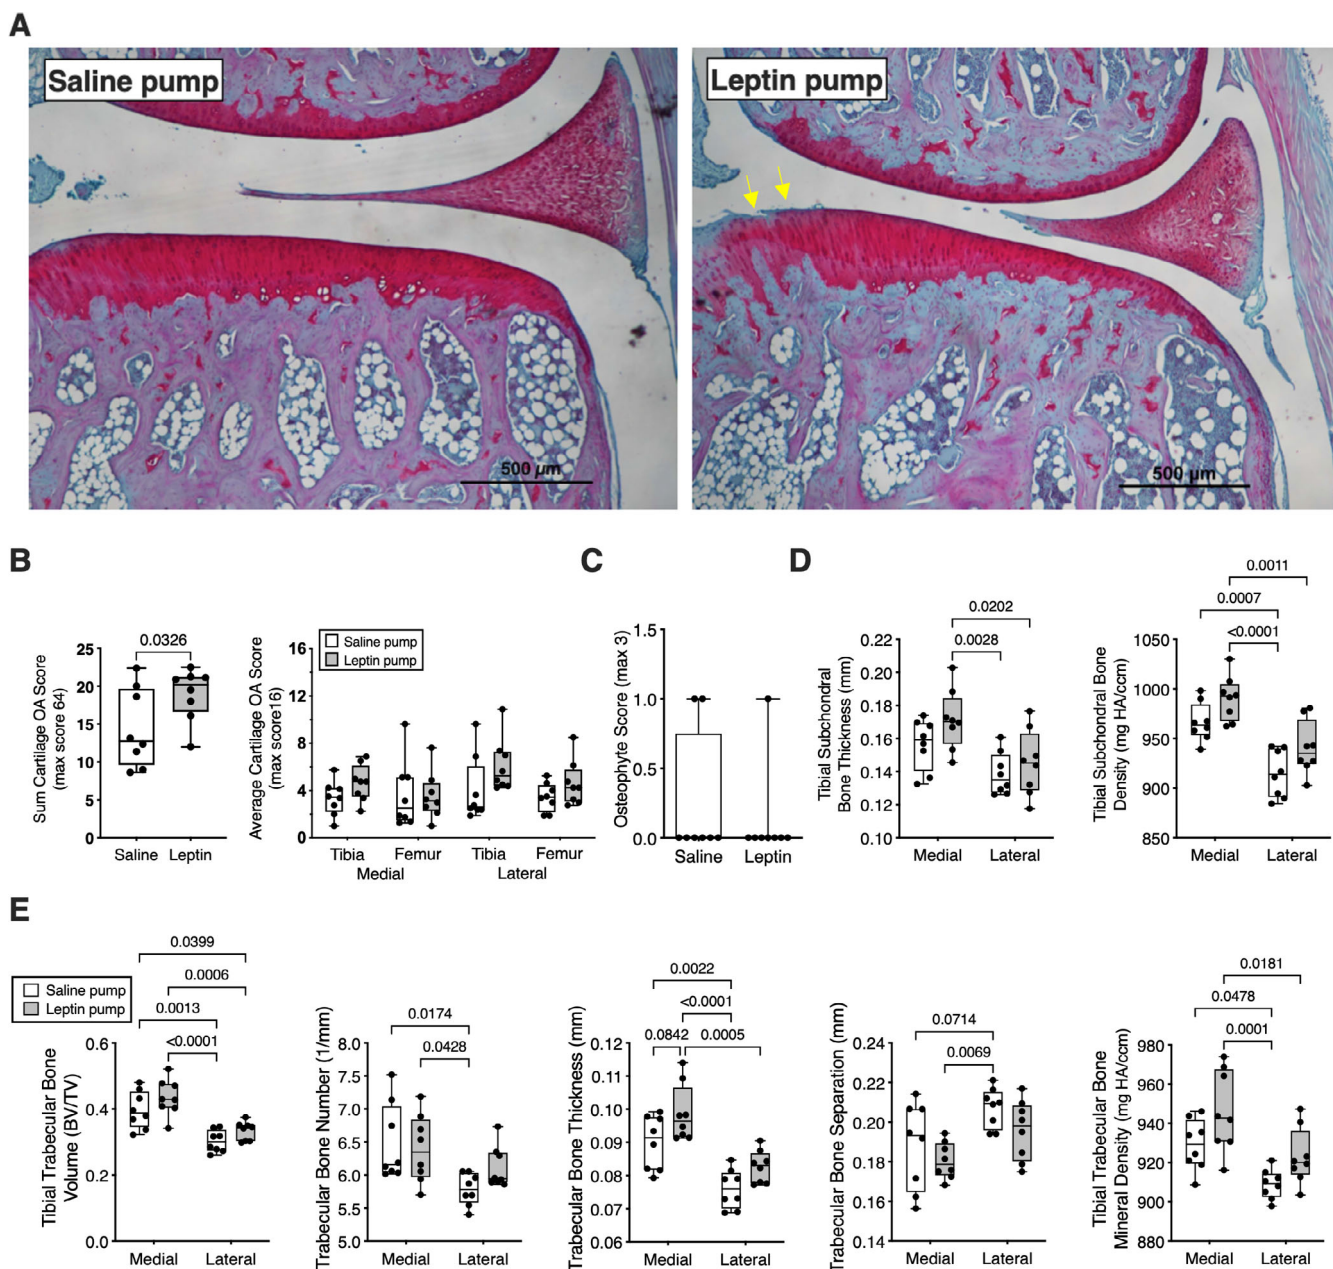 A
Saline pump
Leptin pump
500 µm
500 µm
B
C
D
Sum Cartilage OA Score
(max score 64)
25
20
15
10
5
0
0.0326
Saline
Leptin
Average Cartilage OA Score
(max score16)
16
12
8
4
0
Saline pump
Leptin pump
Tibia
Femur
Tibia
Femur
Medial
Lateral
Osteophyte Score (max 3)
1.5
1.0
0.5
0.0
Saline
Leptin
Tibial Subchondral
Bone Thickness (mm)
0.22
0.20
0.18
0.16
0.14
0.12
0.10
0.0202
0.0028
Medial
Lateral
Tibial Subchondral Bone
Density (mg HA/ccm)
1050
1000
950
900
850
0.0011
0.0007
<0.0001
Medial
Lateral
E
Saline pump
Leptin pump
Tibial Trabecular Bone
Volume (BV/TV)
0.6
0.4
0.2
0.0
0.0399
0.0006
0.0013
<0.0001
Medial
Lateral
Trabecular Bone Number (1/mm)
7.5
7.0
6.5
6.0
5.5
5.0
0.0174
0.0428
Medial
Lateral
Trabecular Bone Thickness (mm)
0.12
0.11
0.10
0.09
0.08
0.07
0.06
0.0022
<0.0001
0.0842
0.0005
Medial
Lateral
Trabecular Bone Separation (mm)
0.24
0.22
0.20
0.18
0.16
0.14
0.0714
0.0069
Medial
Lateral
Tibial Trabecular Bone
Mineral Density (mg HA/ccm)
980
960
940
920
900
880
0.0181
0.0478
0.0001
Medial
Lateral